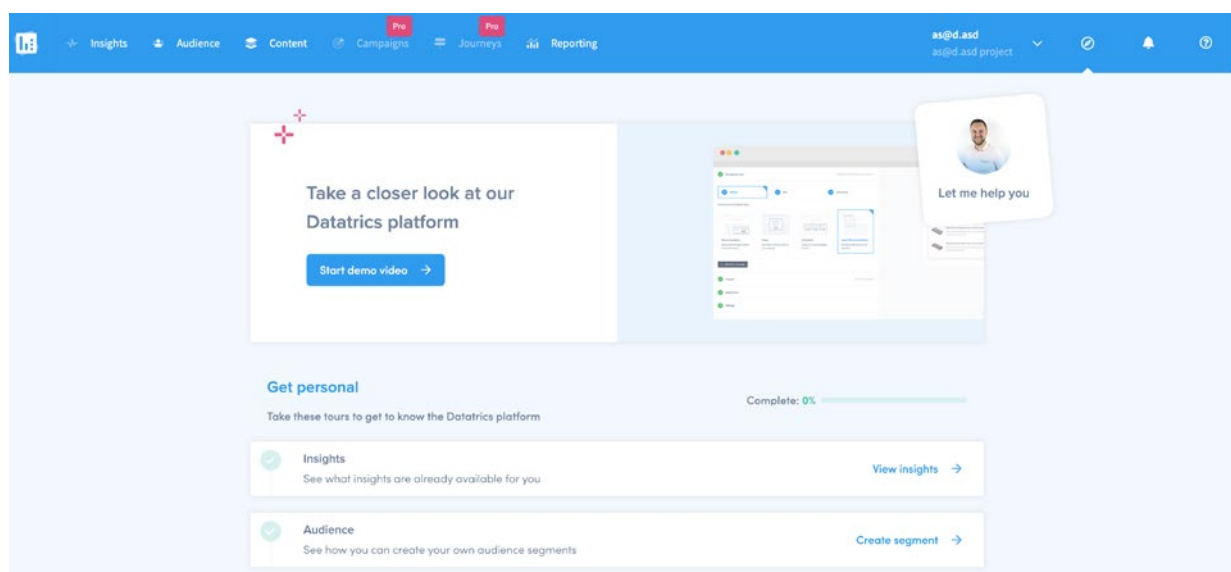 Pro
Pro
Insights
Audience
Content
Campaigns
Journeys
Reporting
as@d.asd
as@d.asd project
Take a closer look at our
Datatrics platform
Start demo video
Let me help you
Get personal
Take these tours to get to know the Datatrics platform
Complete: 0%
Insights
See what insights are already available for you
View insights
Audience
See how you can create your own audience segments
Create segment